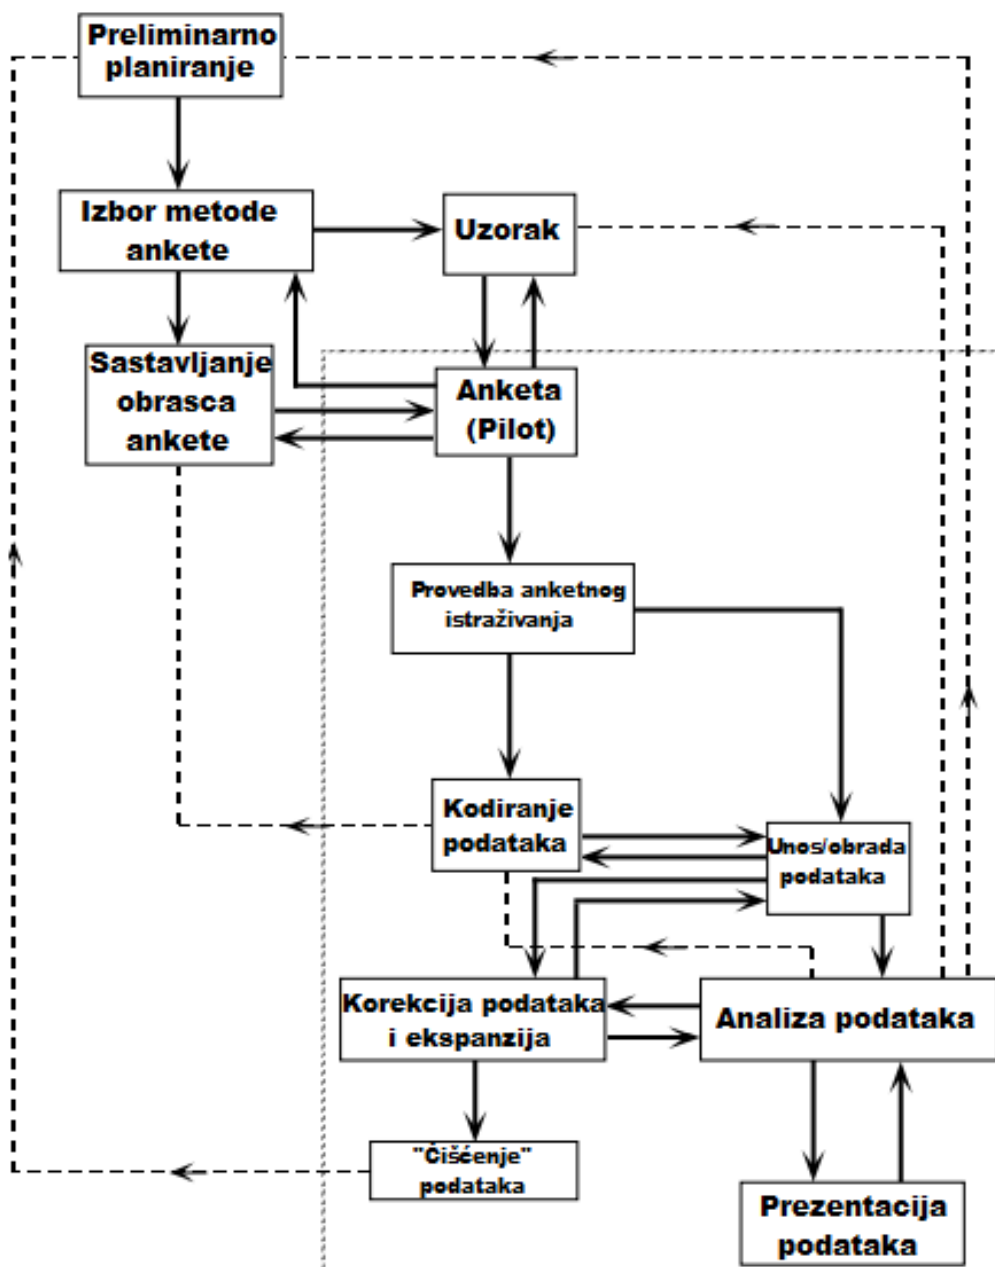 Preliminarno
planiranje
Izbor metode
ankete
Uzorak
Sastavljanje
obrasca
ankete
Anketa
(Pilot)
Provedba anketnog
istraživanja
Kodiranje
podataka
Unos/obrada
podataka
Korekcija podataka
i ekspanzija
Analiza podataka
"Čišćenje"
podataka
Prezentacija
podataka